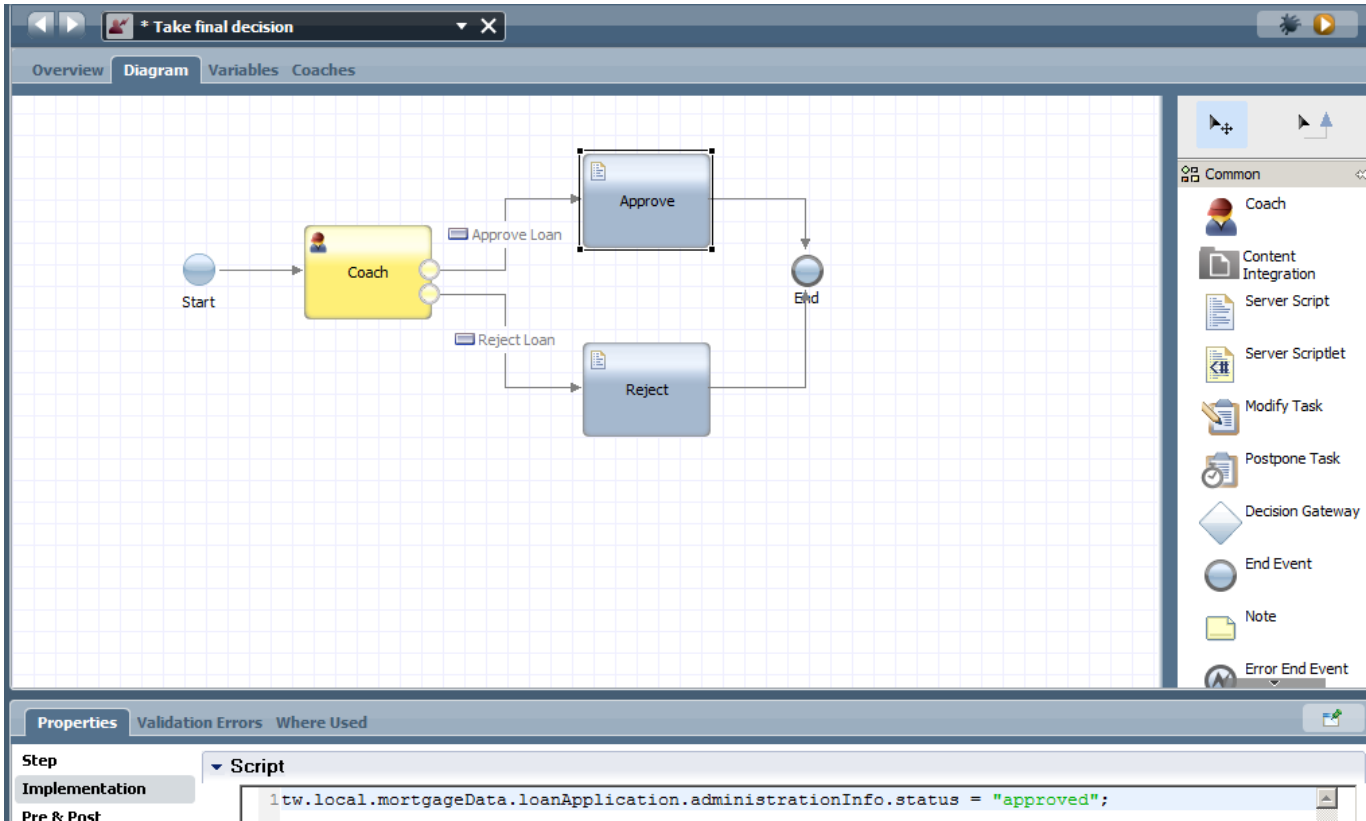 * Take final decision
Overview Diagram Variables Coaches
Approve
Approve Loan
Coach
Start
End
Reject Loan
Reject
Common
Coach
Content
Integration
Server Script
Server Scriptlet
Modify Task
Postpone Task
Decision Gateway
End Event
Note
Error End Event
Properties Validation Errors Where Used
Step
Implementation
Pre & Post
Script
1 tw.local.mortgageData.loanApplication.administrationInfo.status = "approved";